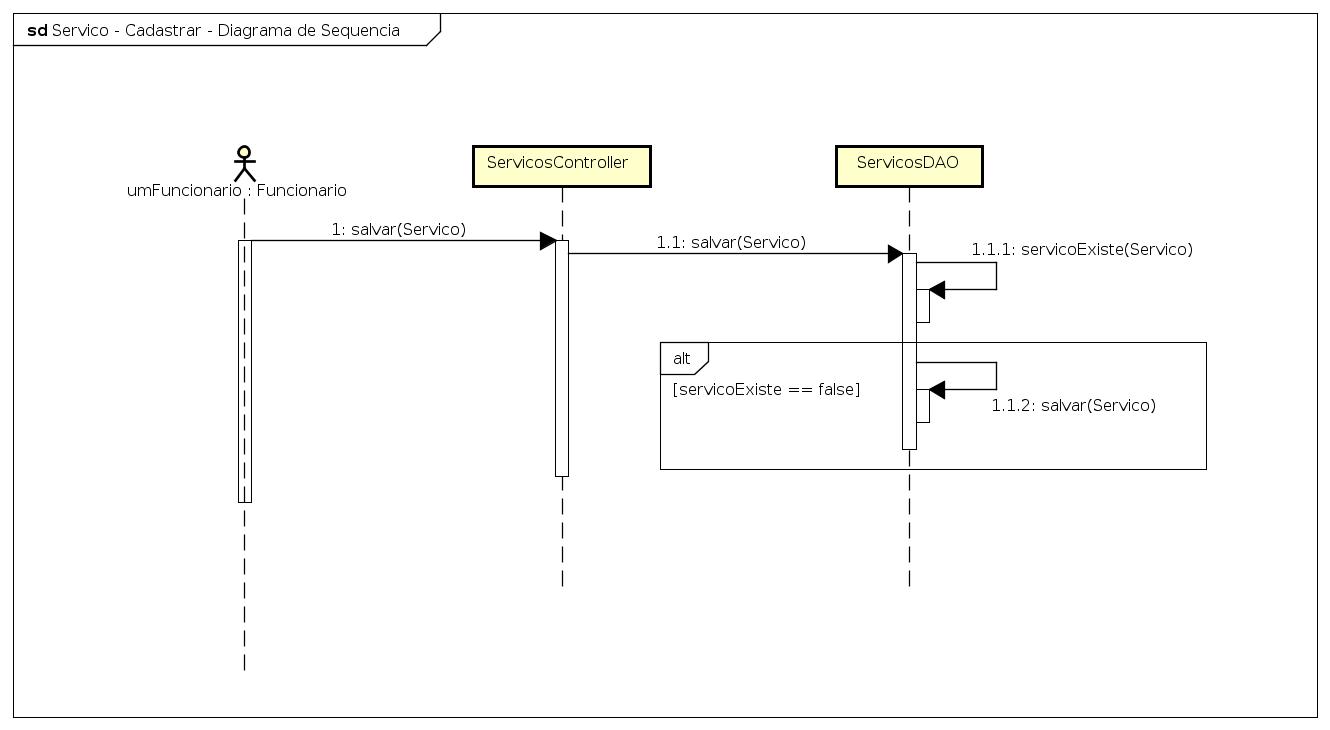 sd Servico - Cadastrar - Diagrama de Sequencia
ServicosController
ServicosDAO
umFuncionario : Funcionario
1: salvar(Servico)
1.1: salvar(Servico)
1.1.1: servicoExiste(Servico)
alt
[servicoExiste == false]
1.1.2: salvar(Servico)